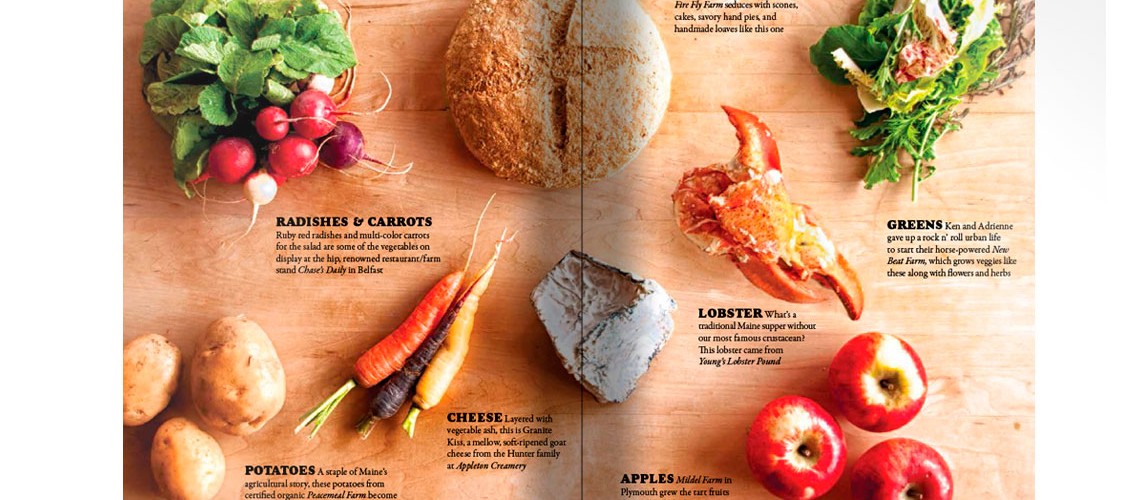 Fire Fly Farm seduces with scones,
cakes, savory hand pies, and
handmade loaves like this one
RADISHES & CARROTS
Ruby red radishes and multi-color carrots
for the salad are some of the vegetables on
display at the hip, renowned restaurant/farm
stand Chase's Daily in Belfast
GREENS Ken and Adrienne
gave up a rock n' roll urban life
to start their horse-powered New
Beat Farm, which grows veggies like
these along with flowers and herbs
LOBSTER What's a
traditional Maine supper without
our most famous crustacean?
This lobster came from
Young's Lobster Pound
CHEESE Layered with
vegetable ash, this is Granite
Kiss, a mellow, soft-ripened goat
cheese from the Hunter family
at Appleton Creamery
POTATOES A staple of Maine's
agricultural story, these potatoes from
certified organic Peacemeal Farm become
APPLES Mildel Farm in
Plymouth grew the tart fruits